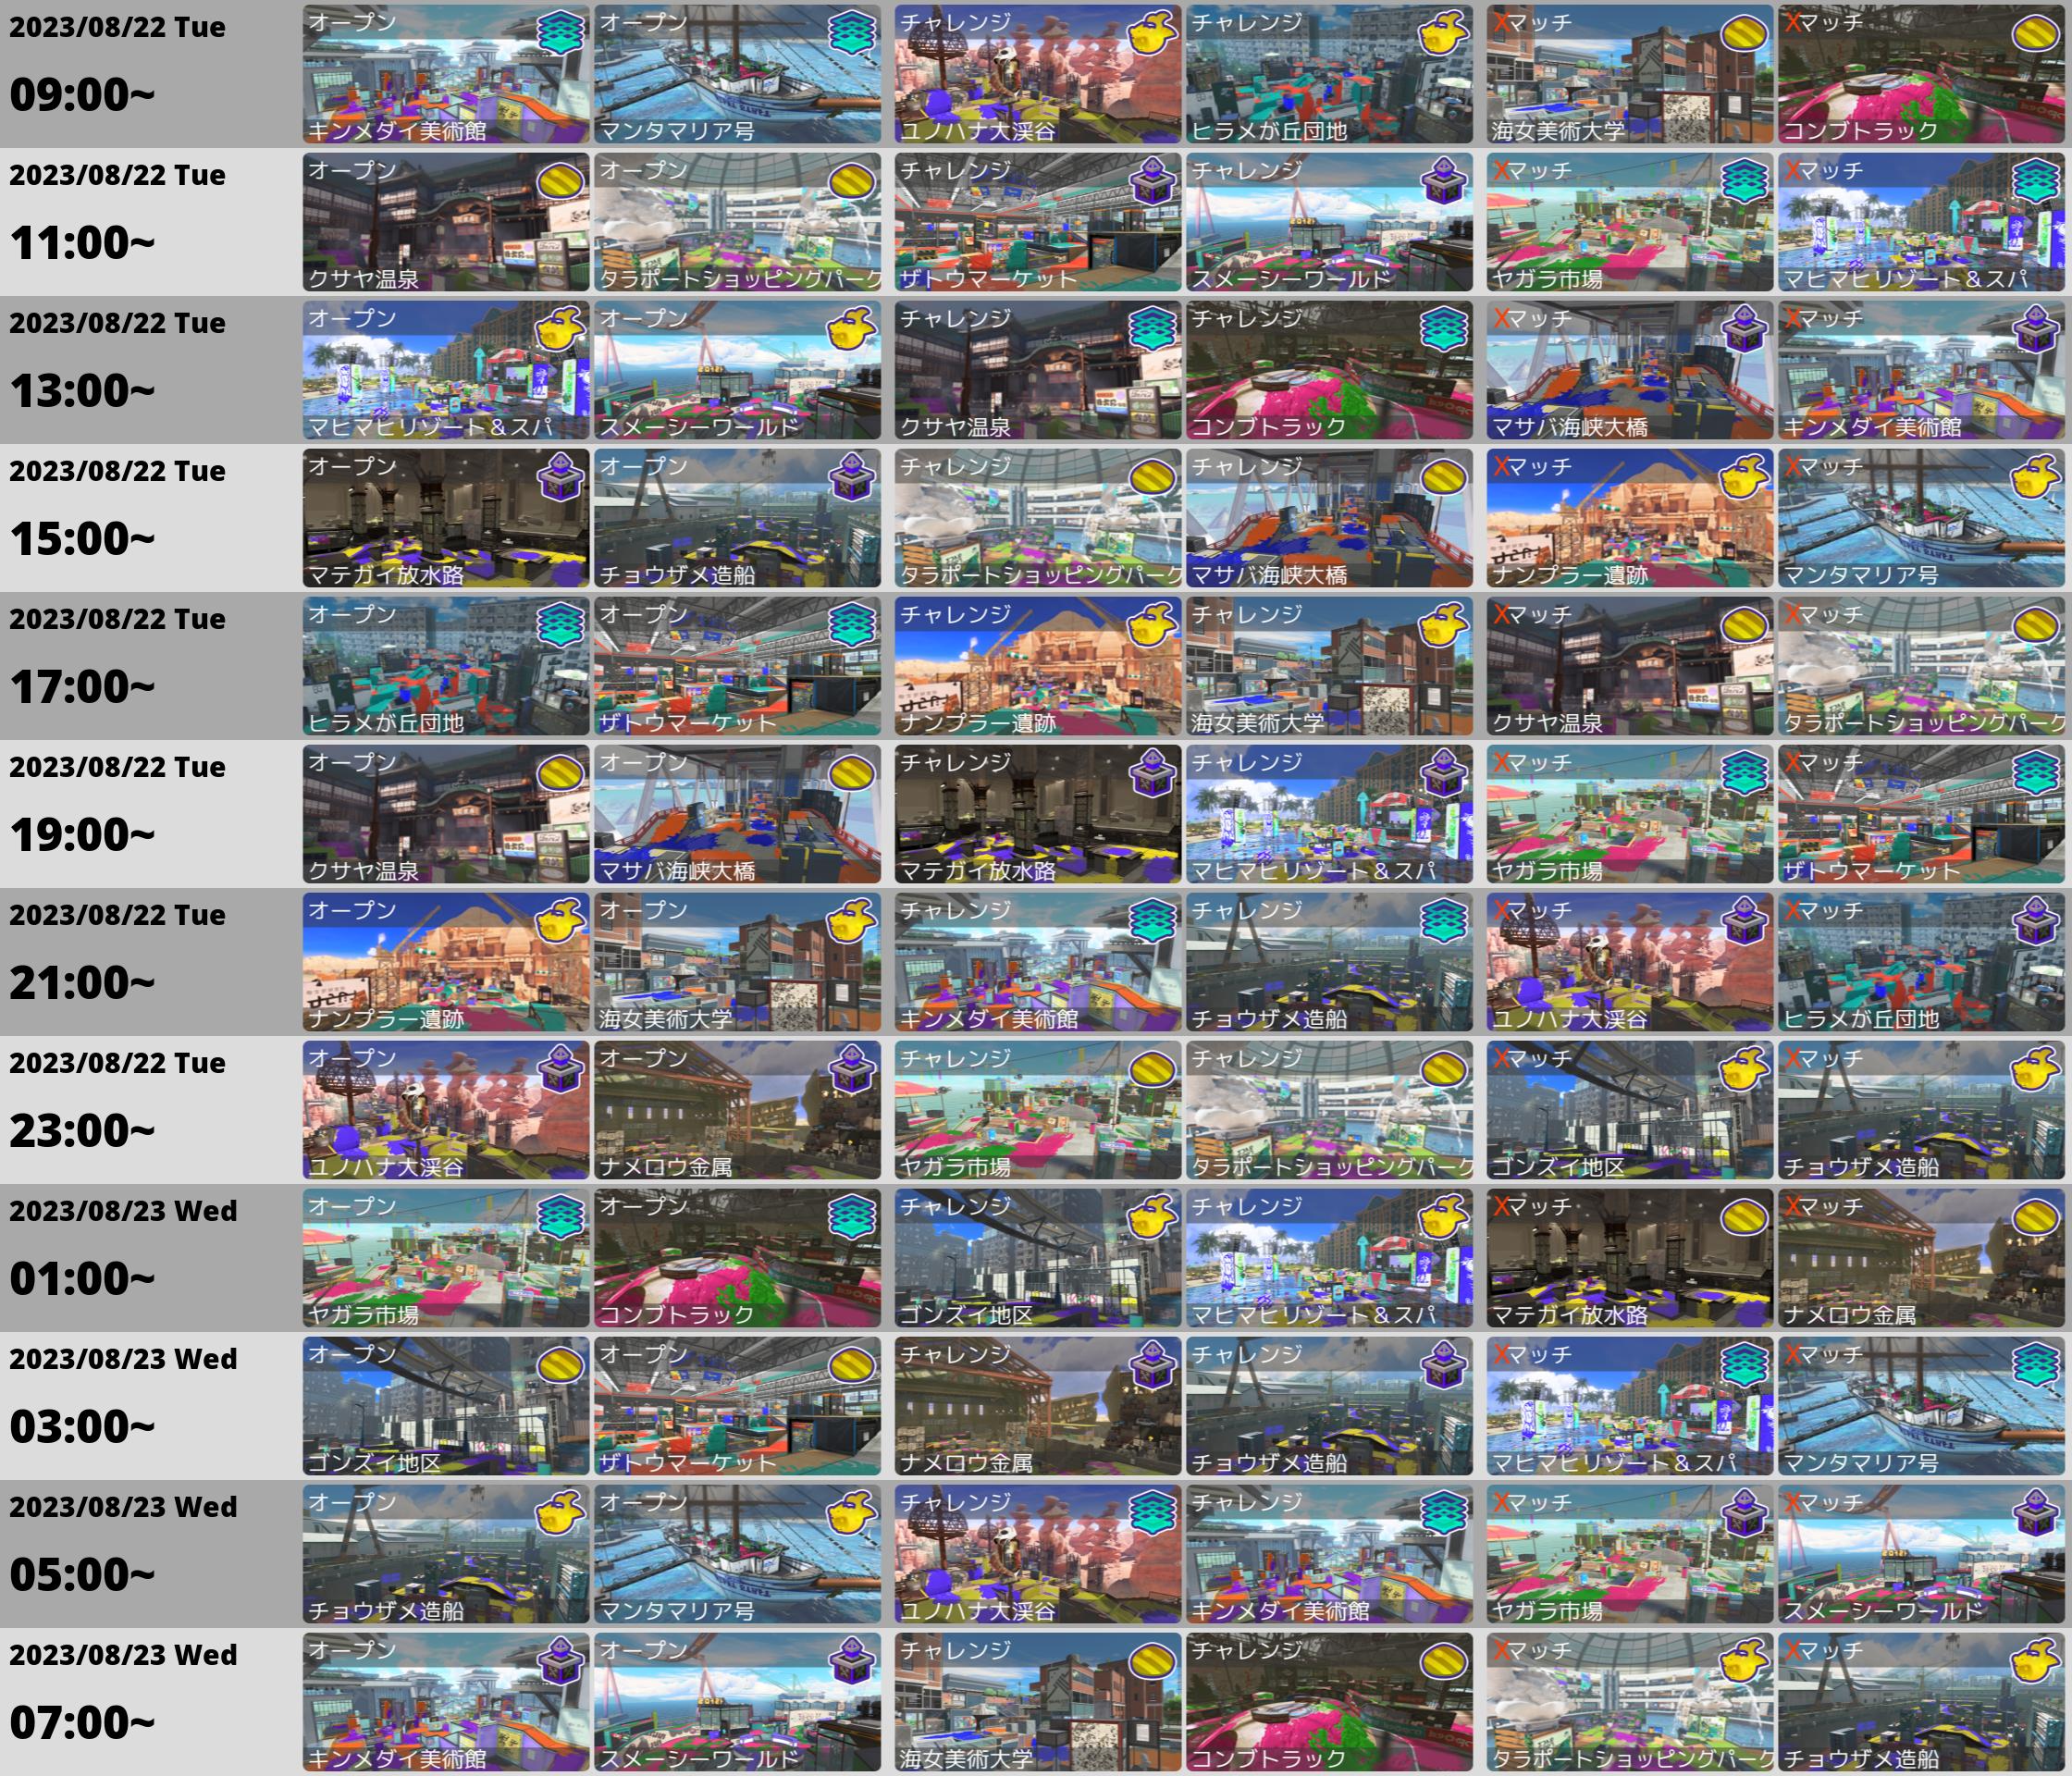 2023/08/22 Tue
09:00~
オープン
キンメダイ美術館
オープン
マンタマリア号
チャレンジ
ユノハナ大渓谷
チャレンジ
ヒラメが丘団地
Xマッチ
海女美術大学
Xマッチ
コンブトラック
2023/08/22 Tue
11:00~
オープン
クサヤ温泉
オープン
タラポートショッピングパーク
チャレンジ
ザトウマーケット
チャレンジ
スメーシーワールド
Xマッチ
ヤガラ市場
Xマッチ
マヒマヒリゾート＆スパ
2023/08/22 Tue
13:00~
オープン
マヒマヒリゾート＆スパ
オープン
スメーシーワールド
チャレンジ
クサヤ温泉
チャレンジ
コンブトラック
Xマッチ
マサバ海峡大橋
Xマッチ
キンメダイ美術館
2023/08/22 Tue
15:00~
オープン
マテガイ放水路
オープン
チョウザメ造船
チャレンジ
タラポートショッピングパーク
チャレンジ
マサバ海峡大橋
Xマッチ
ナンプラー遺跡
Xマッチ
マンタマリア号
2023/08/22 Tue
17:00~
オープン
ヒラメが丘団地
オープン
ザトウマーケット
チャレンジ
ナンプラー遺跡
チャレンジ
海女美術大学
Xマッチ
クサヤ温泉
Xマッチ
タラポートショッピングパーク
2023/08/22 Tue
19:00~
オープン
クサヤ温泉
オープン
マサバ海峡大橋
チャレンジ
マテガイ放水路
チャレンジ
マヒマヒリゾート＆スパ
Xマッチ
ヤガラ市場
Xマッチ
ザトウマーケット
2023/08/22 Tue
21:00~
オープン
ナンプラー遺跡
オープン
海女美術大学
チャレンジ
キンメダイ美術館
チャレンジ
チョウザメ造船
Xマッチ
ユノハナ大渓谷
Xマッチ
ヒラメが丘団地
2023/08/22 Tue
23:00~
オープン
ユノハナ大渓谷
オープン
ナメロウ金属
チャレンジ
ヤガラ市場
チャレンジ
タラポートショッピングパーク
Xマッチ
ゴンズイ地区
Xマッチ
チョウザメ造船
2023/08/23 Wed
01:00~
オープン
ヤガラ市場
オープン
コンブトラック
チャレンジ
ゴンズイ地区
チャレンジ
マヒマヒリゾート＆スパ
Xマッチ
マテガイ放水路
Xマッチ
ナメロウ金属
2023/08/23 Wed
03:00~
オープン
ゴンズイ地区
オープン
ザトウマーケット
チャレンジ
ナメロウ金属
チャレンジ
チョウザメ造船
Xマッチ
マヒマヒリゾート＆スパ
Xマッチ
マンタマリア号
2023/08/23 Wed
05:00~
オープン
チョウザメ造船
オープン
マンタマリア号
チャレンジ
ユノハナ大渓谷
チャレンジ
キンメダイ美術館
Xマッチ
ヤガラ市場
Xマッチ
スメーシーワールド
2023/08/23 Wed
07:00~
オープン
キンメダイ美術館
オープン
スメーシーワールド
チャレンジ
海女美術大学
チャレンジ
コンブトラック
Xマッチ
タラポートショッピングパーク
Xマッチ
チョウザメ造船